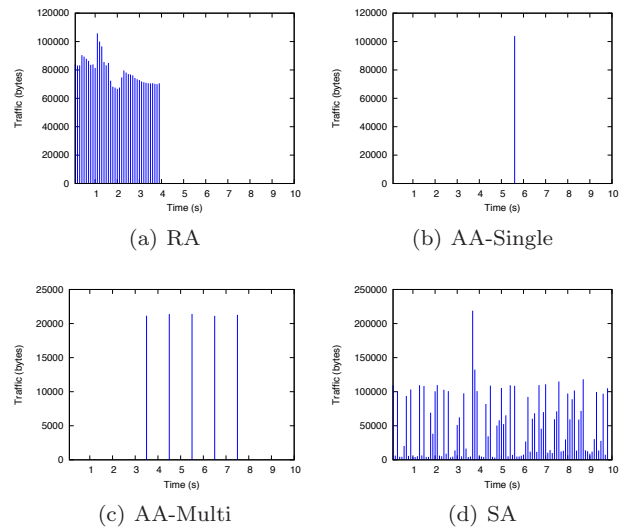 120000
100000
80000
60000
40000
20000
0
Traffic (bytes)
1 2 3 4 5 6 7 8 9 10
Time (s)
(a) RA
120000
100000
80000
60000
40000
20000
0
Traffic (bytes)
1 2 3 4 5 6 7 8 9 10
Time (s)
(b) AA-Single
25000
20000
15000
10000
5000
0
Traffic (bytes)
1 2 3 4 5 6 7 8 9 10
Time (s)
(c) AA-Multi
250000
200000
150000
100000
50000
0
Traffic (bytes)
1 2 3 4 5 6 7 8 9 10
Time (s)
(d) SA